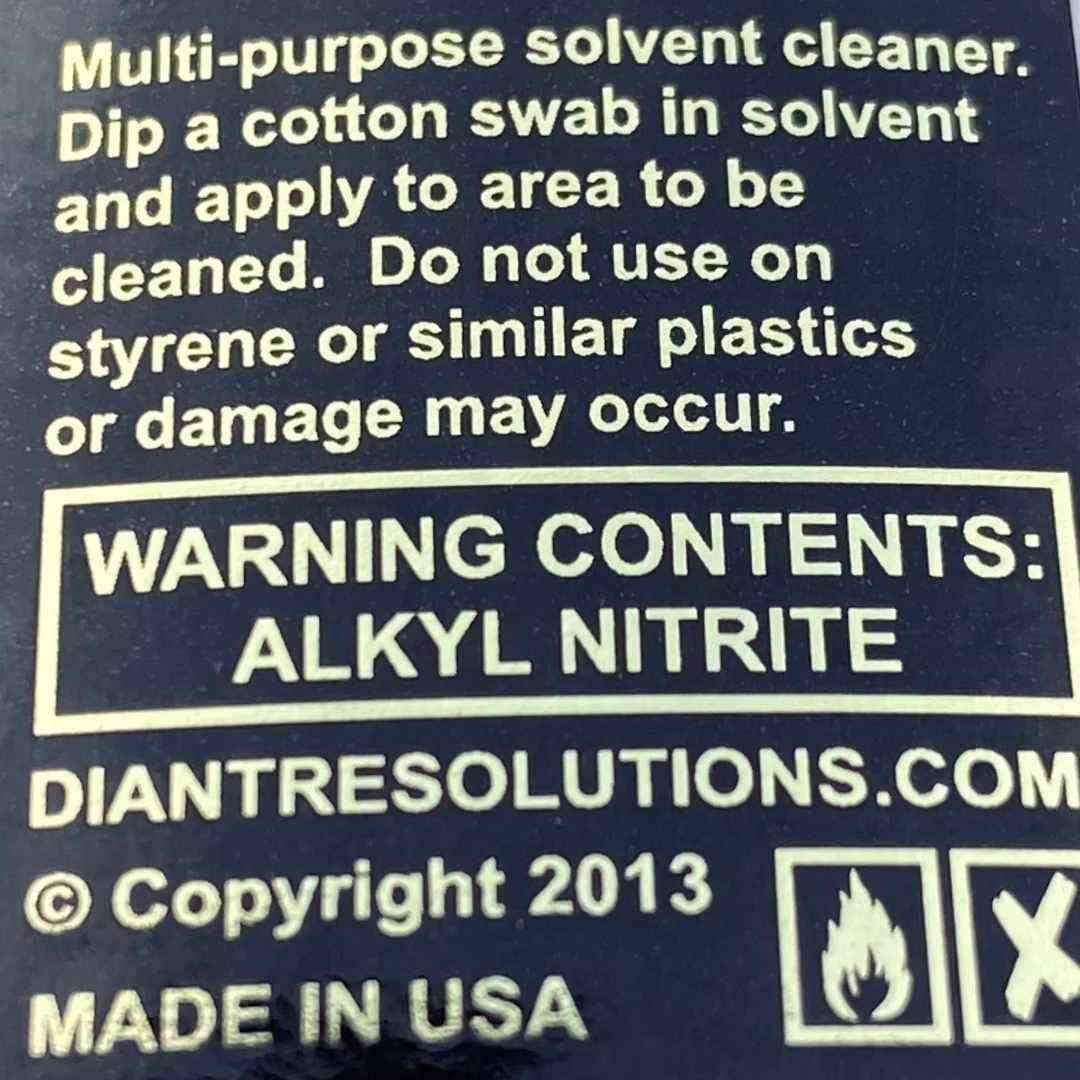 Multi-purpose solvent cleaner.
Dip a cotton swab in solvent
and apply to area to be
cleaned. Do not use on
styrene or similar plastics
or damage may occur.
WARNING CONTENTS:
ALKYL NITRITE
DIANTRESOLUTIONS.COM
© Copyright 2013
MADE IN USA